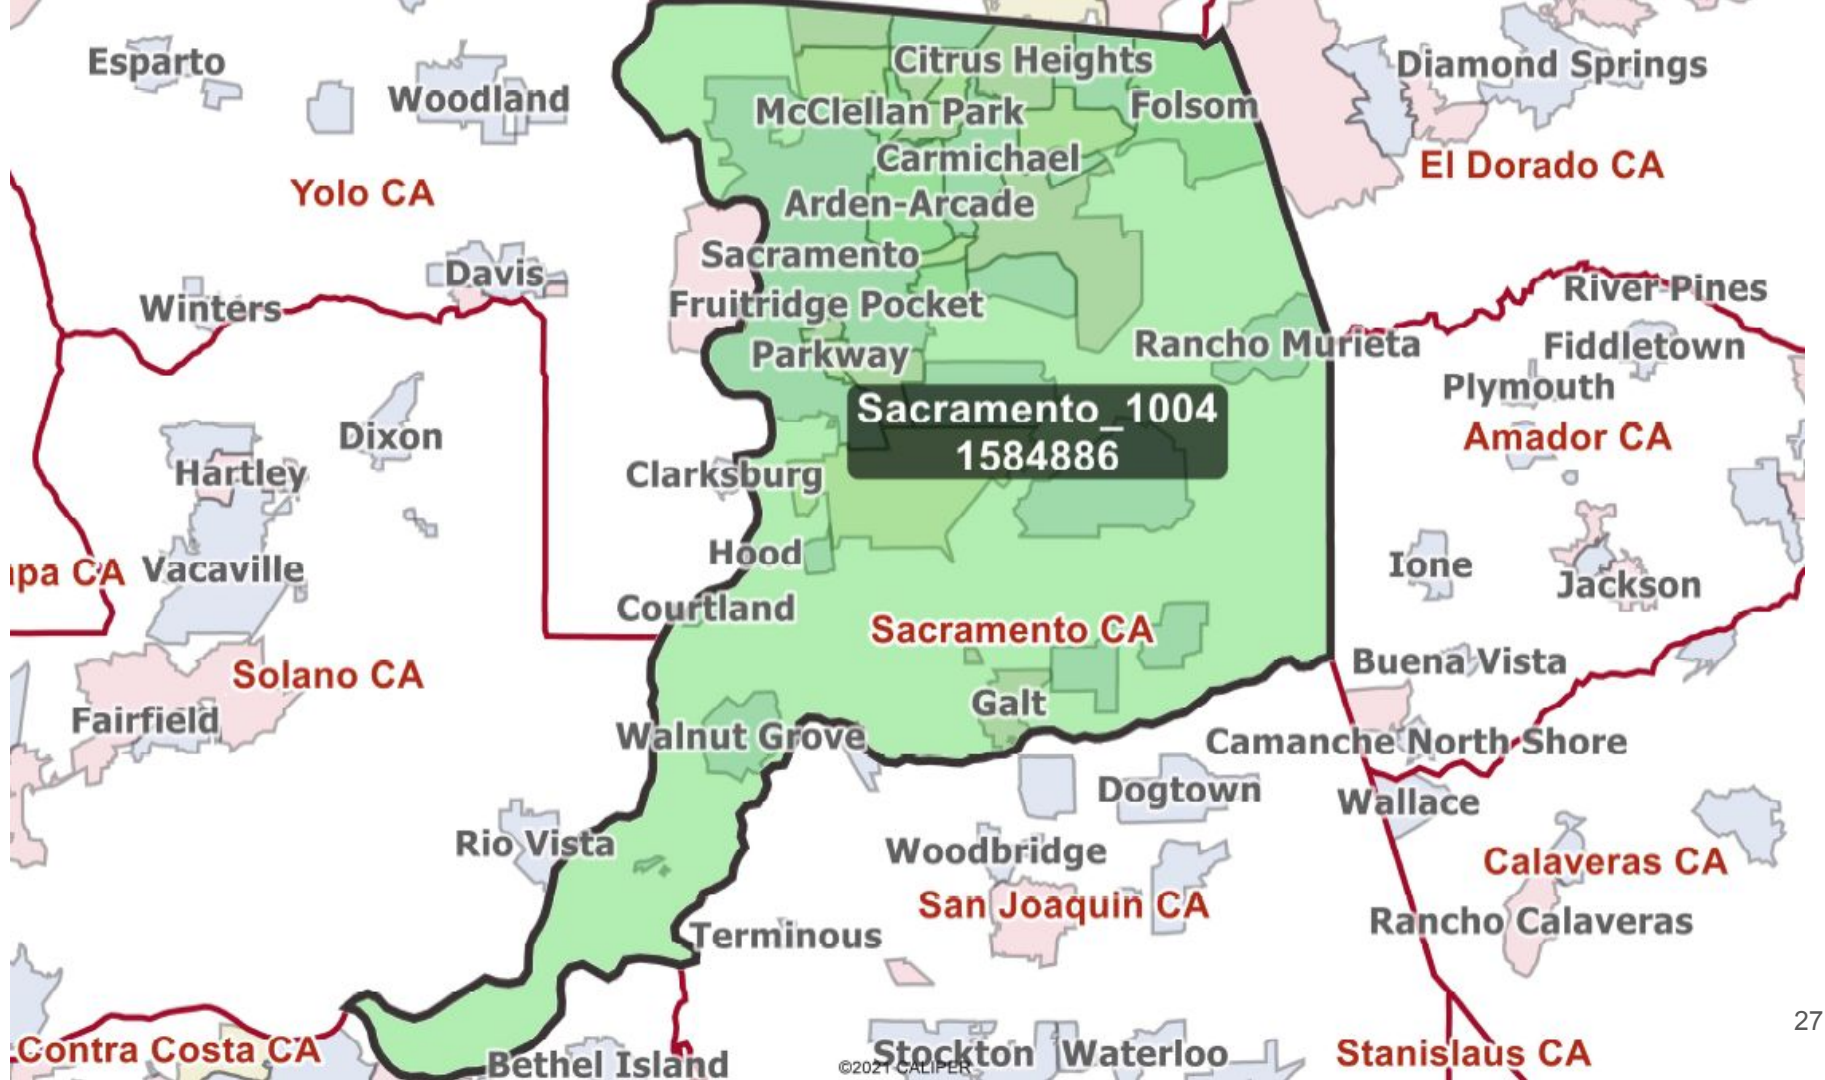 Esparto
Citrus Heights
Diamond Springs
Woodland
McClellan Park
Folsom
Carmichael
El Dorado CA
Yolo CA
Arden-Arcade
Sacramento
Davis
River Pines
Winters
Fruitridge Pocket
Rancho Murieta
Fiddletown
Parkway
Plymouth
Sacramento_1004
1584886
Dixon
Amador CA
Hartley
Clarksburg
Hood
Ione
pa CA
Vacaville
Jackson
Courtland
Sacramento CA
Buena Vista
Solano CA
Galt
Fairfield
Walnut Grove
Camanche North Shore
Dogtown
Wallace
Rio Vista
Woodbridge
Calaveras CA
San Joaquin CA
Rancho Calaveras
Terminous
27
Contra Costa CA
Bethel Island
Stockton
Waterloo
Stanislaus CA
©2021 CALIPER